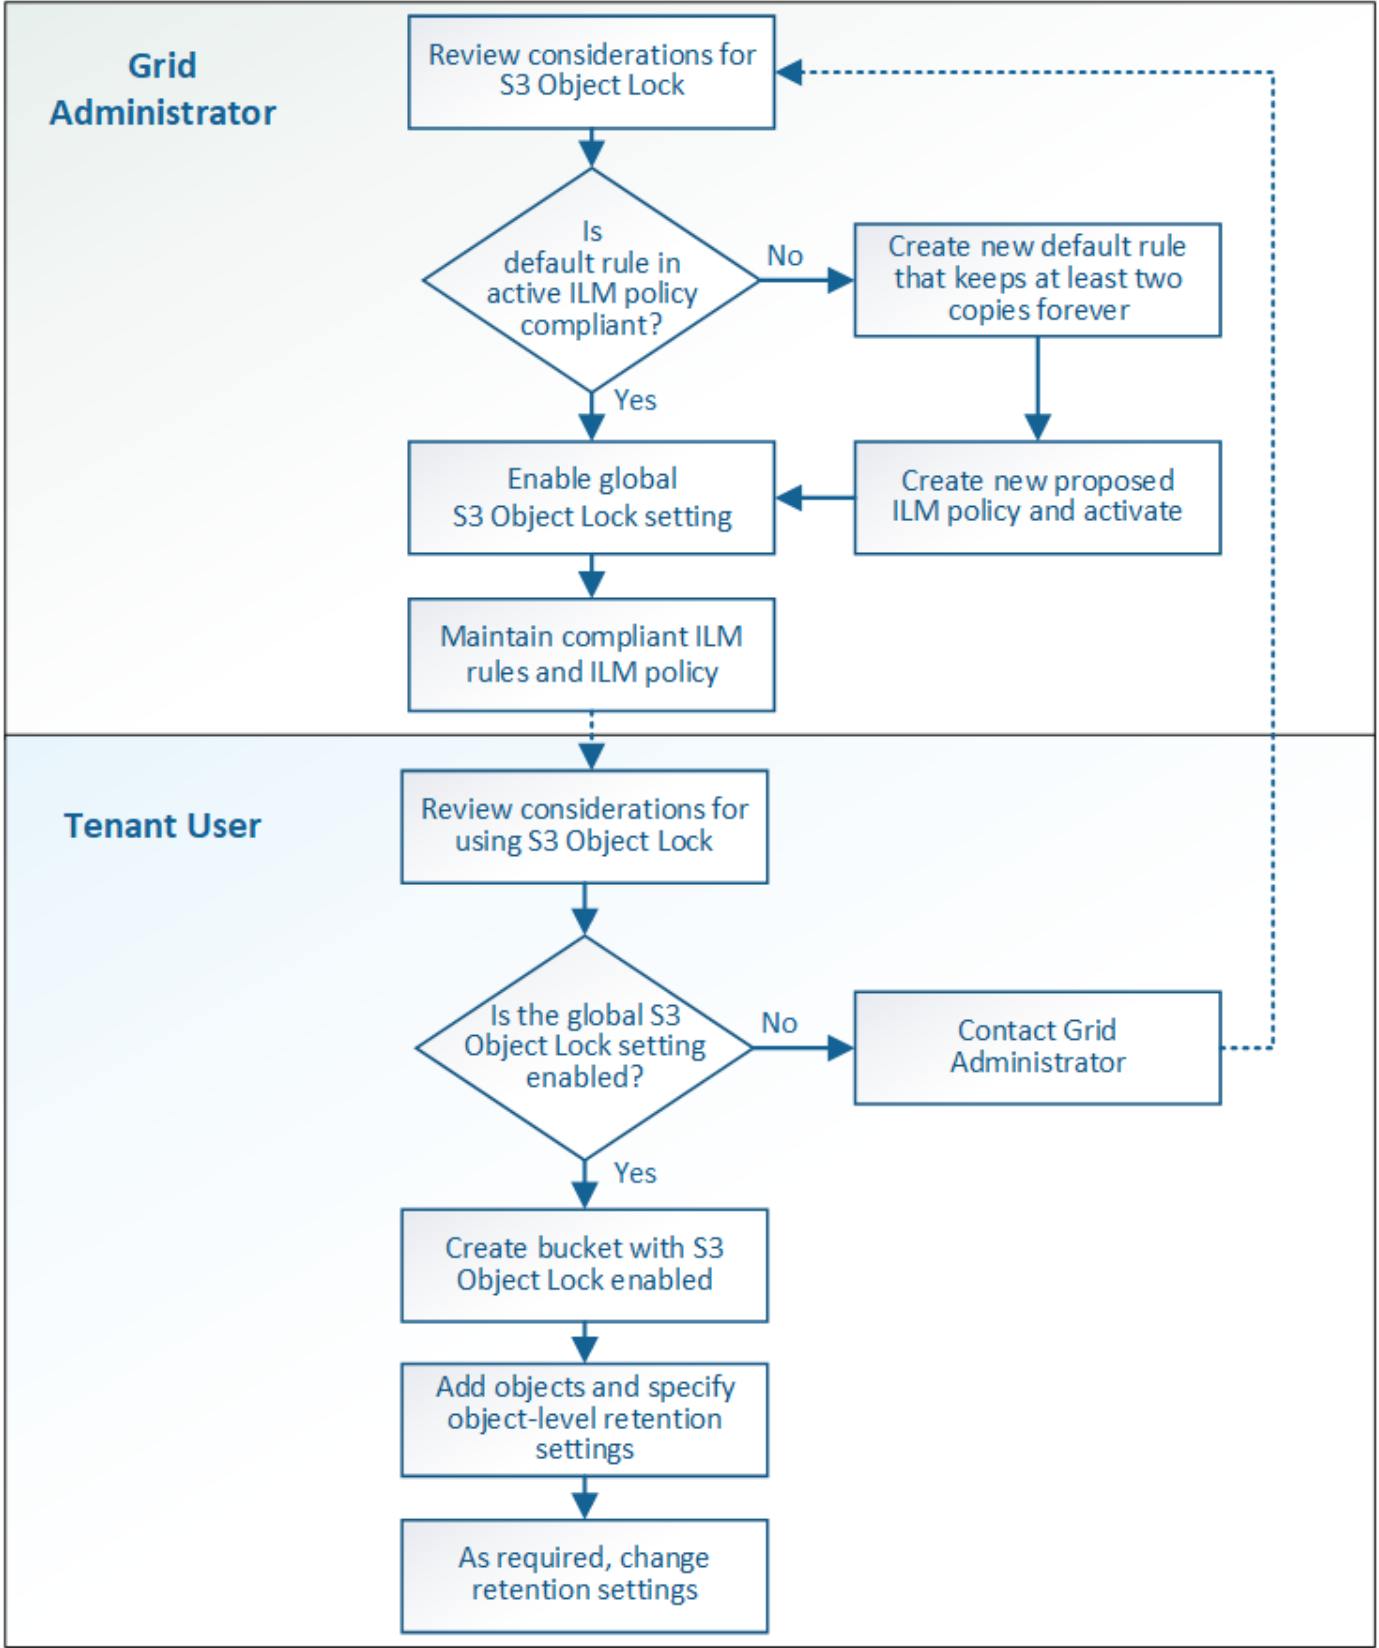 Grid
Administrator
Review considerations for
S3 Object Lock
Is
default rule in
active ILM policy
compliant?
No
Create new default rule
that keeps at least two
copies forever
Yes
Enable global
S3 Object Lock setting
Create new proposed
ILM policy and activate
Maintain compliant ILM
rules and ILM policy
Tenant User
Review considerations for
using S3 Object Lock
Is the global S3
Object Lock setting
enabled?
No
Contact Grid
Administrator
Yes
Create bucket with S3
Object Lock enabled
Add objects and specify
object-level retention
settings
As required, change
retention settings